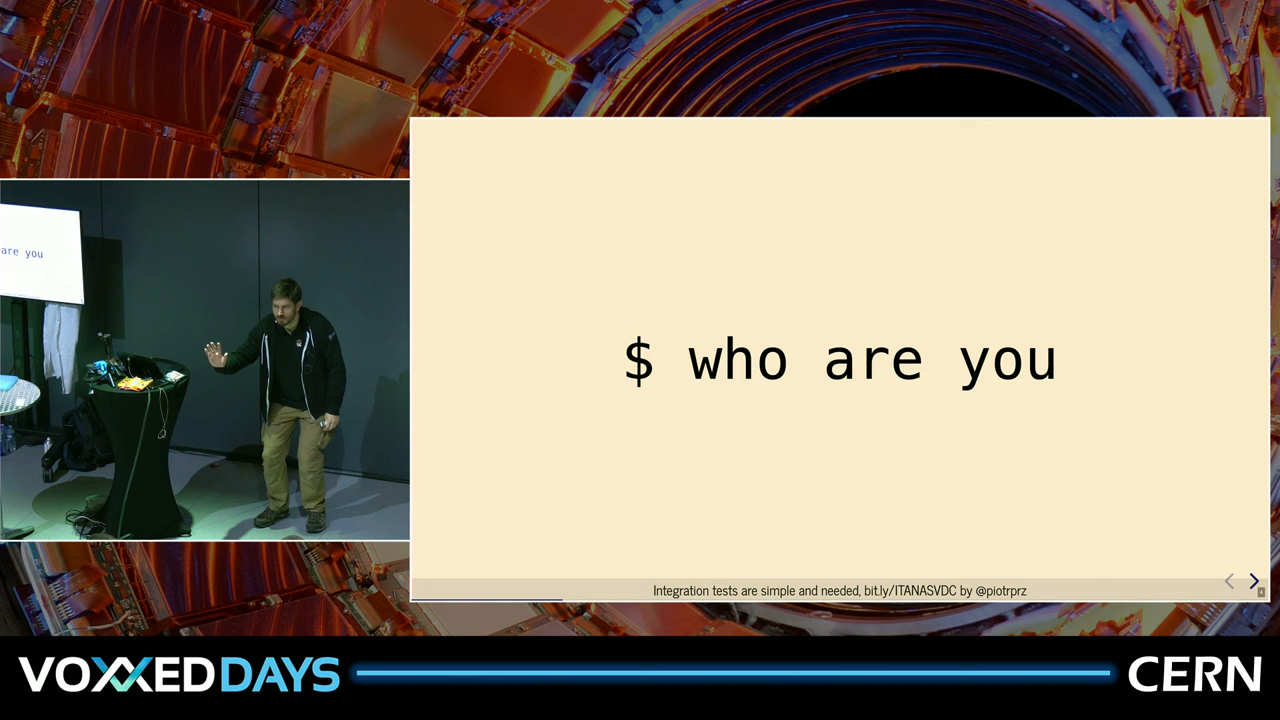 are you
$ who are you
Integration tests are simple and needed, bit.ly/ITANASVDC by @piotrprz
VOXXEDDAYS
CERN